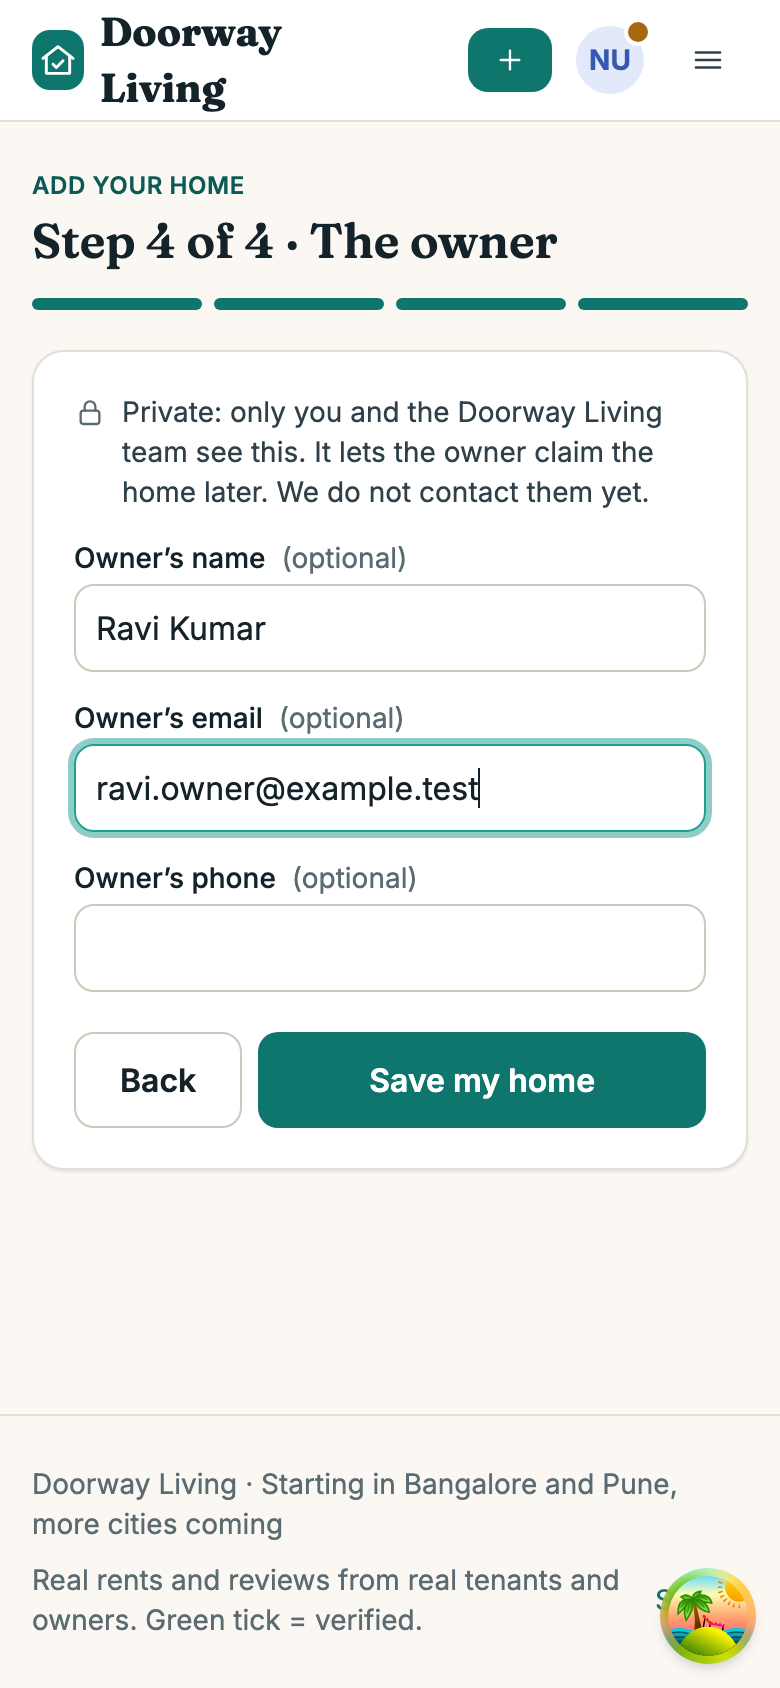 Doorway
Living
NU
ADD YOUR HOME
Step 4 of 4 · The owner
Private: only you and the Doorway Living
team see this. It lets the owner claim the
home later. We do not contact them yet.
Owner’s name (optional)
Ravi Kumar
Owner’s email (optional)
ravi.owner@example.test
Owner’s phone (optional)
Back
Save my home
Doorway Living · Starting in Bangalore and Pune,
more cities coming
Real rents and reviews from real tenants and
owners. Green tick = verified.